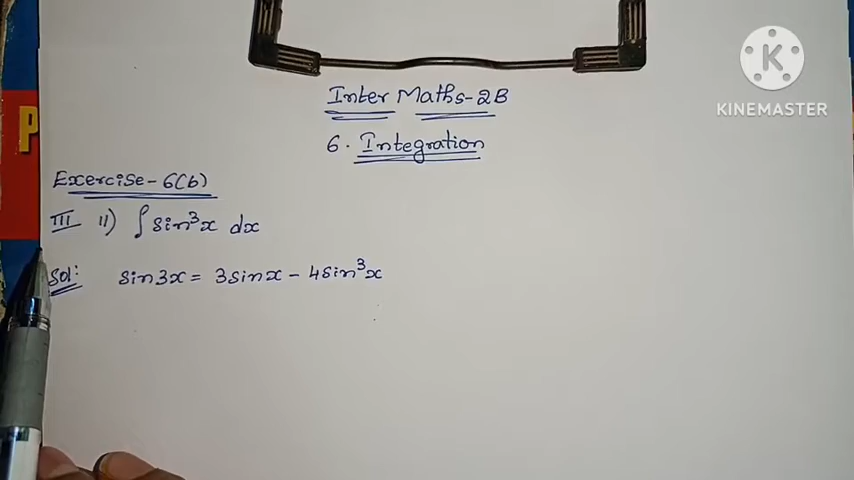 KINEMASTER
Inter Maths-2B
6. Integration
Exercise-6(b)
III 11) ∫sin³x dx
Sol: sin3x = 3sinx - 4sin³x